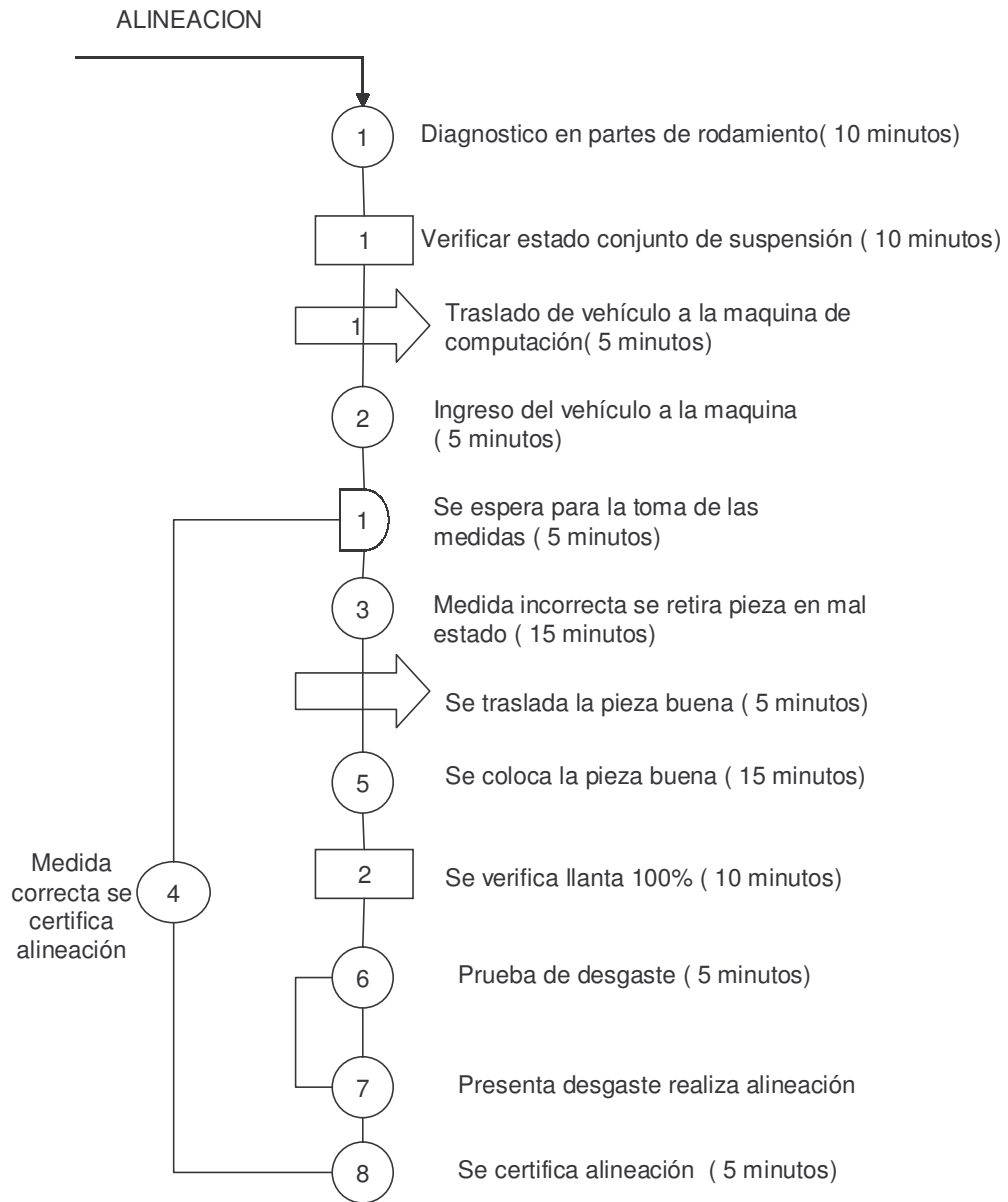 ALINEACION
1
Diagnostico en partes de rodamiento( 10 minutos)
1
Verificar estado conjunto de suspensión ( 10 minutos)
1
Traslado de vehículo a la maquina de
computación( 5 minutos)
2
Ingreso del vehículo a la maquina
( 5 minutos)
1
Se espera para la toma de las
medidas ( 5 minutos)
3
Medida incorrecta se retira pieza en mal
estado ( 15 minutos)
Se traslada la pieza buena ( 5 minutos)
5
Se coloca la pieza buena ( 15 minutos)
2
Se verifica llanta 100% ( 10 minutos)
Medida
correcta se
certifica
alineación
4
6
Prueba de desgaste ( 5 minutos)
7
Presenta desgaste realiza alineación
8
Se certifica alineación ( 5 minutos)